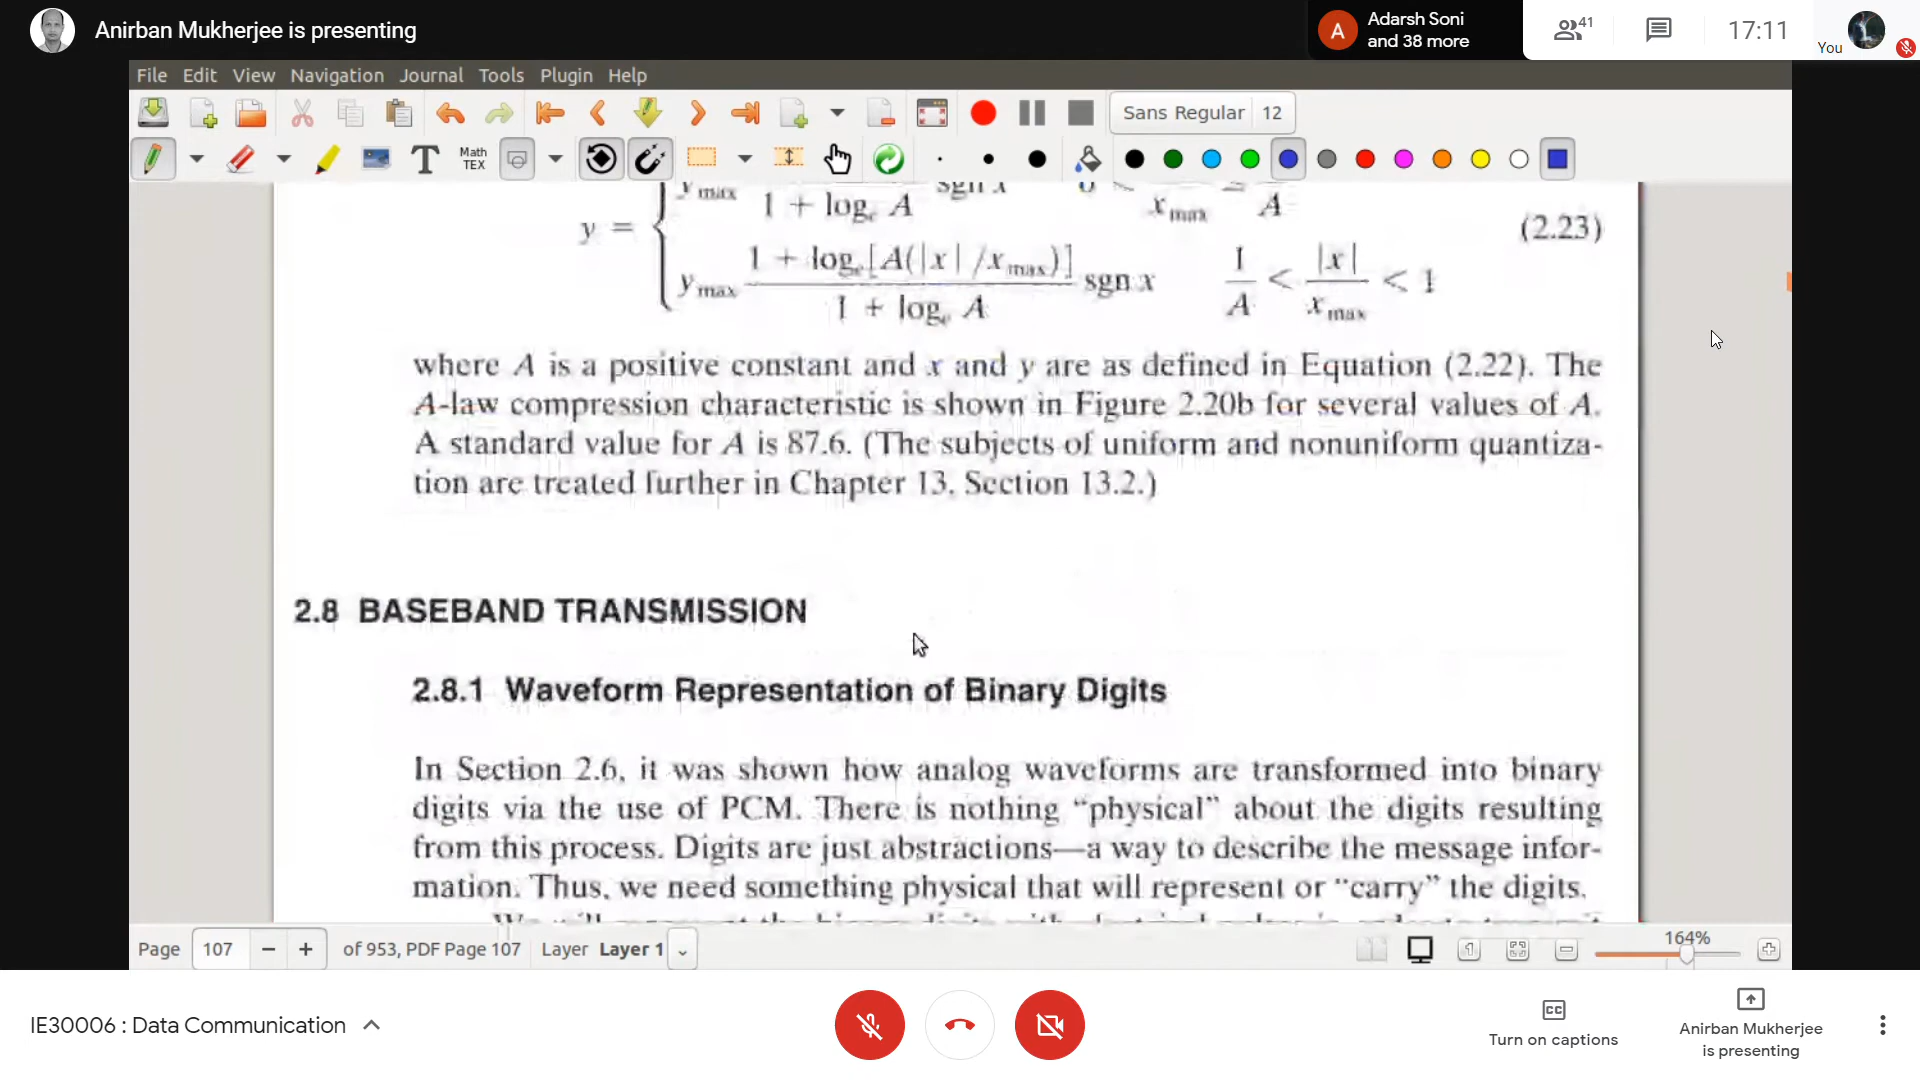 Anirban Mukherjee is presenting
A
Adarsh Soni
and 38 more
41
17:11
You
File Edit View Navigation Journal Tools Plugin Help
Sans Regular 12
T
Math
TEX
y max 1 + log_e A sgn x 0 < x max ≤ A
y = (2.23)
y max 1 + log_e[A(|x|/x max)] / 1 + log_e A sgn x 1/A < |x|/x max < 1
where A is a positive constant and x and y are as defined in Equation (2.22). The
A-law compression characteristic is shown in Figure 2.20b for several values of A.
A standard value for A is 87.6. (The subjects of uniform and nonuniform quantiza-
tion are treated further in Chapter 13, Section 13.2.)
2.8 BASEBAND TRANSMISSION
2.8.1 Waveform Representation of Binary Digits
In Section 2.6, it was shown how analog waveforms are transformed into binary
digits via the use of PCM. There is nothing “physical” about the digits resulting
from this process. Digits are just abstractions—a way to describe the message infor-
mation. Thus, we need something physical that will represent or “carry” the digits.
Page 107 − + of 953, PDF Page 107 Layer Layer 1
164%
IE30006 : Data Communication
CC
Turn on captions
Anirban Mukherjee
is presenting